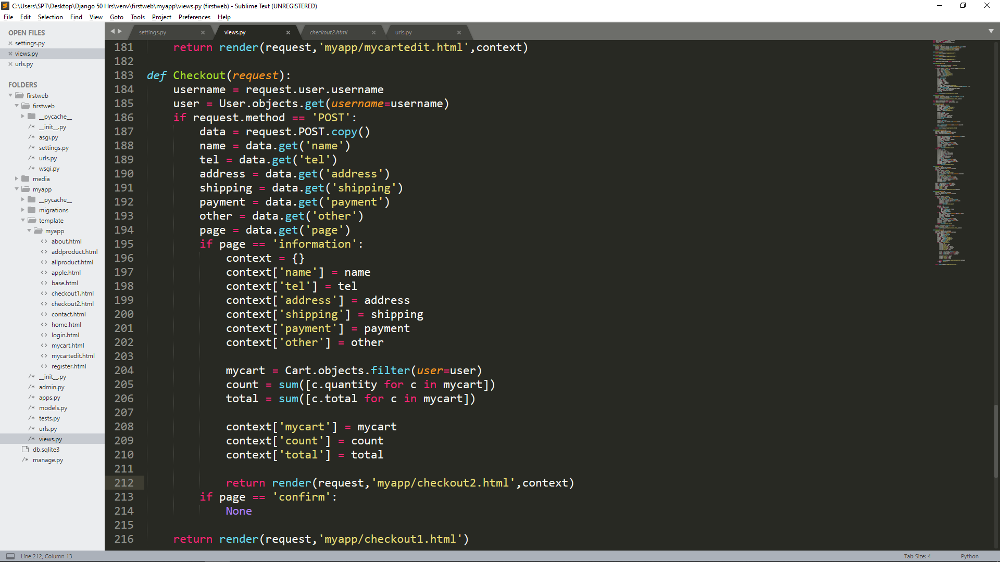 C:\Users\SPT\Desktop\Django 50 Hrs\venv\firstweb\myapp\views.py (firstweb) - Sublime Text (UNREGISTERED)
File Edit Selection Find View Goto Tools Project Preferences Help
OPEN FILES
settings.py
views.py
urls.py
FOLDERS
firstweb
firstweb
__pycache__
/* __init__.py
/* asgi.py
/* settings.py
/* urls.py
/* wsgi.py
media
myapp
__pycache__
migrations
template
myapp
<> about.html
<> addproduct.html
<> allproduct.html
<> apple.html
<> base.html
<> checkout1.html
<> checkout2.html
<> contact.html
<> home.html
<> login.html
<> mycart.html
<> mycartedit.html
<> register.html
/* __init__.py
/* admin.py
/* apps.py
/* models.py
/* tests.py
/* urls.py
/* views.py
db.sqlite3
/* manage.py
settings.py × views.py × checkout2.html × urls.py ×
181     return render(request,'myapp/mycartedit.html',context)
182
183 def Checkout(request):
184     username = request.user.username
185     user = User.objects.get(username=username)
186     if request.method == 'POST':
187         data = request.POST.copy()
188         name = data.get('name')
189         tel = data.get('tel')
190         address = data.get('address')
191         shipping = data.get('shipping')
192         payment = data.get('payment')
193         other = data.get('other')
194         page = data.get('page')
195         if page == 'information':
196             context = {}
197             context['name'] = name
198             context['tel'] = tel
199             context['address'] = address
200             context['shipping'] = shipping
201             context['payment'] = payment
202             context['other'] = other
203
204             mycart = Cart.objects.filter(user=user)
205             count = sum([c.quantity for c in mycart])
206             total = sum([c.total for c in mycart])
207
208             context['mycart'] = mycart
209             context['count'] = count
210             context['total'] = total
211
212             return render(request,'myapp/checkout2.html',context)
213         if page == 'confirm':
214             None
215
216     return render(request,'myapp/checkout1.html')
Line 212, Column 13
Tab Size: 4
Python